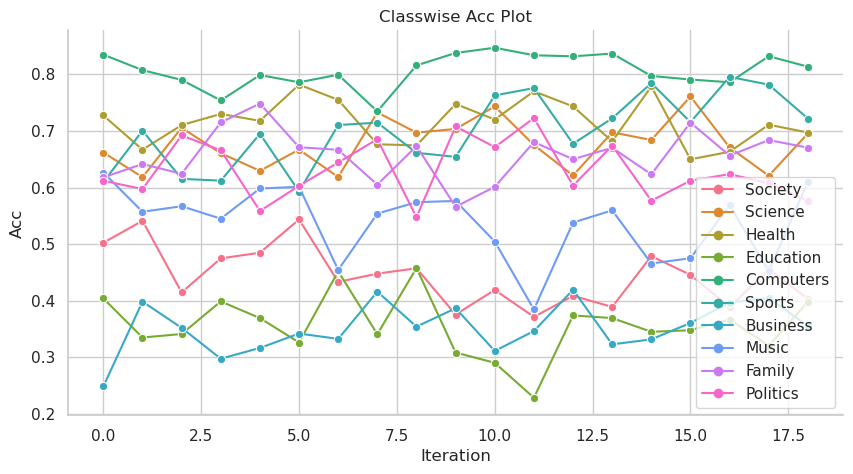 Classwise Acc Plot
Acc
0.8
0.7
0.6
0.5
0.4
0.3
0.2
0.0
2.5
5.0
7.5
10.0
12.5
15.0
17.5
Iteration
Society
Science
Health
Education
Computers
Sports
Business
Music
Family
Politics